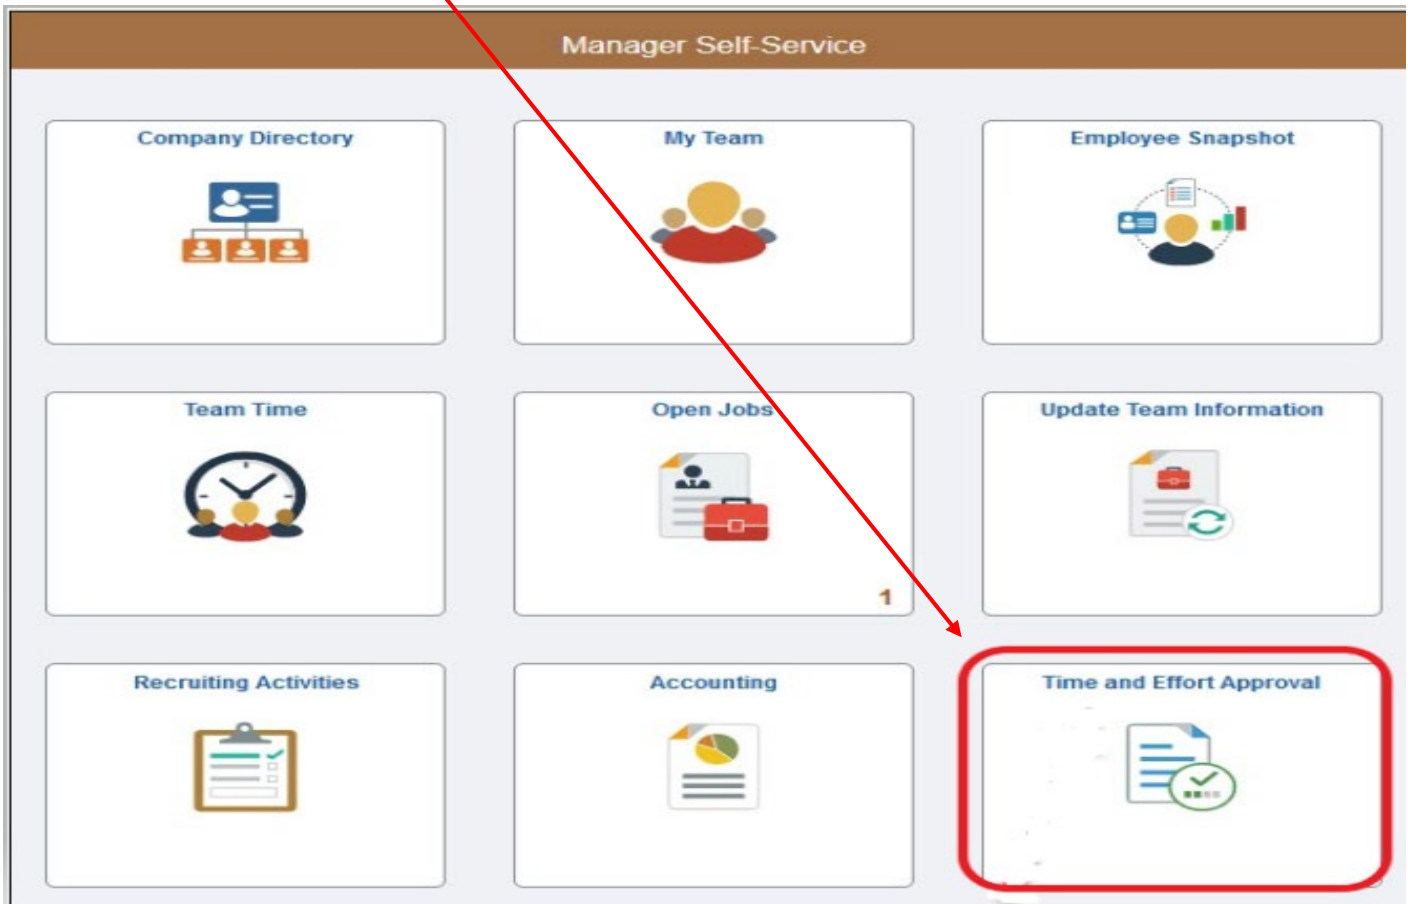 Manager Self-Service
Company Directory
My Team
Employee Snapshot
Team Time
Open Jobs
Update Team Information
1
Recruiting Activities
Accounting
Time and Effort Approval